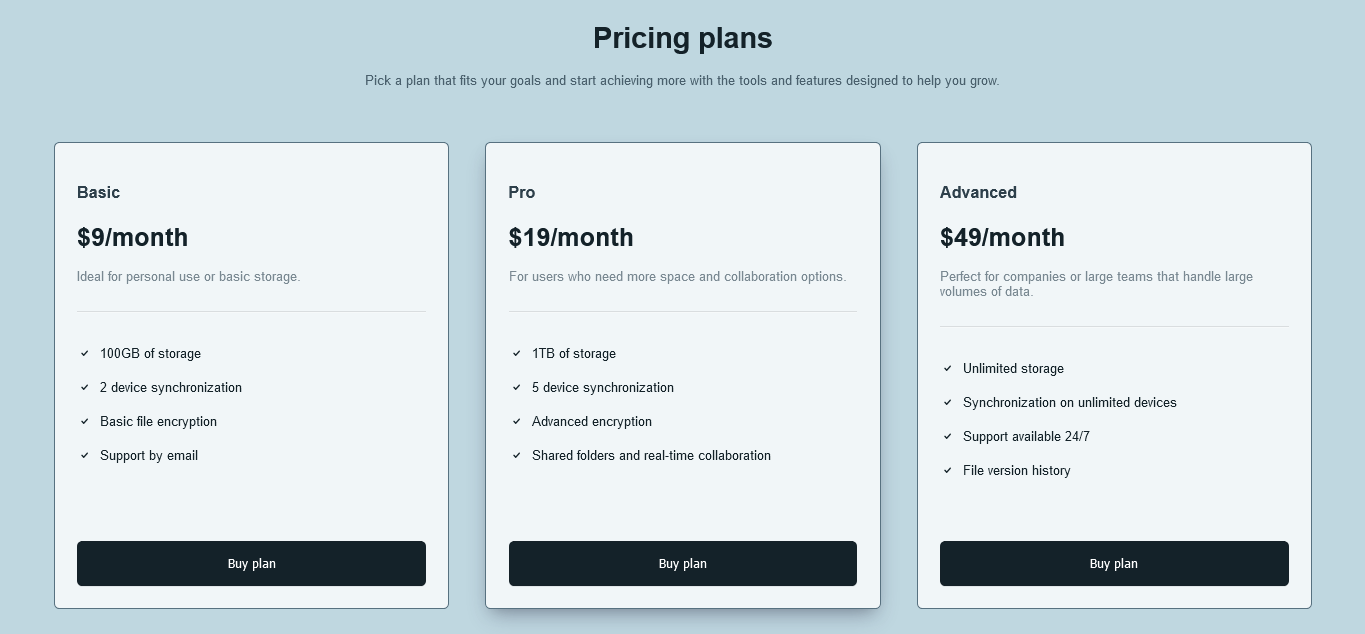 Pricing plans
Pick a plan that fits your goals and start achieving more with the tools and features designed to help you grow.
Basic
$9/month
Ideal for personal use or basic storage.
100GB of storage
2 device synchronization
Basic file encryption
Support by email
Buy plan
Pro
$19/month
For users who need more space and collaboration options.
1TB of storage
5 device synchronization
Advanced encryption
Shared folders and real-time collaboration
Buy plan
Advanced
$49/month
Perfect for companies or large teams that handle large
volumes of data.
Unlimited storage
Synchronization on unlimited devices
Support available 24/7
File version history
Buy plan